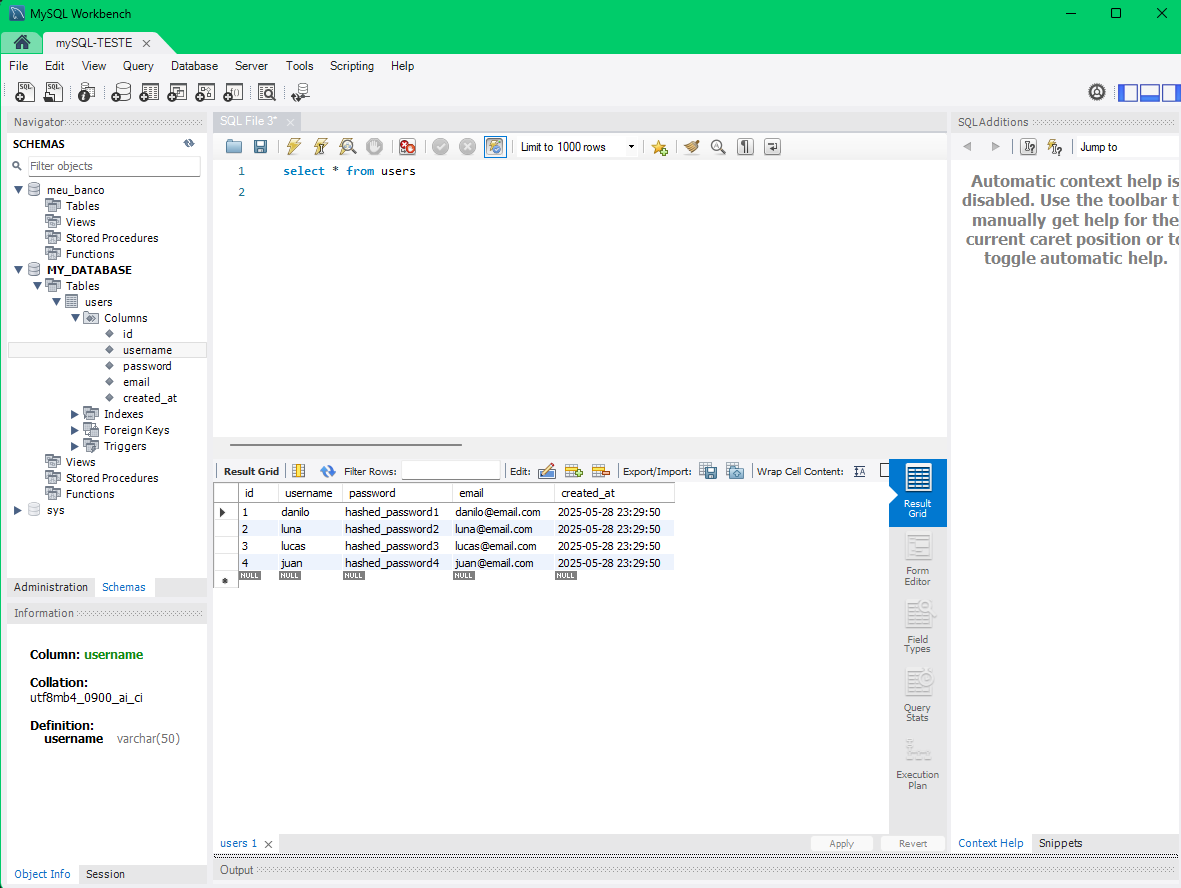 MySQL Workbench
mySQL-TESTE
File Edit View Query Database Server Tools Scripting Help
Navigator
SCHEMAS
Filter objects
meu_banco
Tables
Views
Stored Procedures
Functions
MY_DATABASE
Tables
users
Columns
id
username
password
email
created_at
Indexes
Foreign Keys
Triggers
Views
Stored Procedures
Functions
sys
Administration Schemas
Information
Column: username
Collation:
utf8mb4_0900_ai_ci
Definition:
username varchar(50)
Object Info Session
SQL File 3*
Limit to 1000 rows
1 select * from users
2
Result Grid Filter Rows: Edit: Export/Import: Wrap Cell Content:
id username password email created_at
1 danilo hashed_password1 danilo@email.com 2025-05-28 23:29:50
2 luna hashed_password2 luna@email.com 2025-05-28 23:29:50
3 lucas hashed_password3 lucas@email.com 2025-05-28 23:29:50
4 juan hashed_password4 juan@email.com 2025-05-28 23:29:50
NULL NULL NULL NULL NULL
Result
Grid
Form
Editor
Field
Types
Query
Stats
Execution
Plan
users 1
Apply Revert
Output
SQLAdditions
Jump to
Automatic context help is
disabled. Use the toolbar t
manually get help for the
current caret position or to
toggle automatic help.
Context Help Snippets